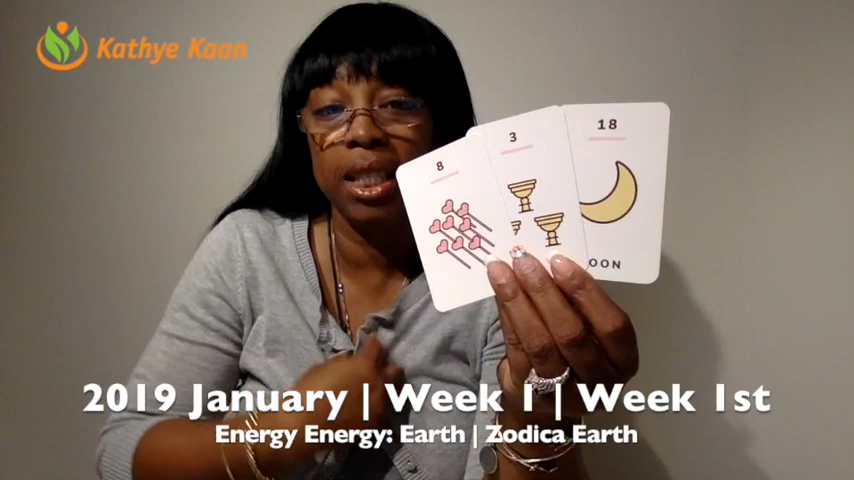 Kathye Kaan
8
3
18
OON
2019 January | Week 1 | Week 1st
Energy Energy: Earth | Zodica Earth